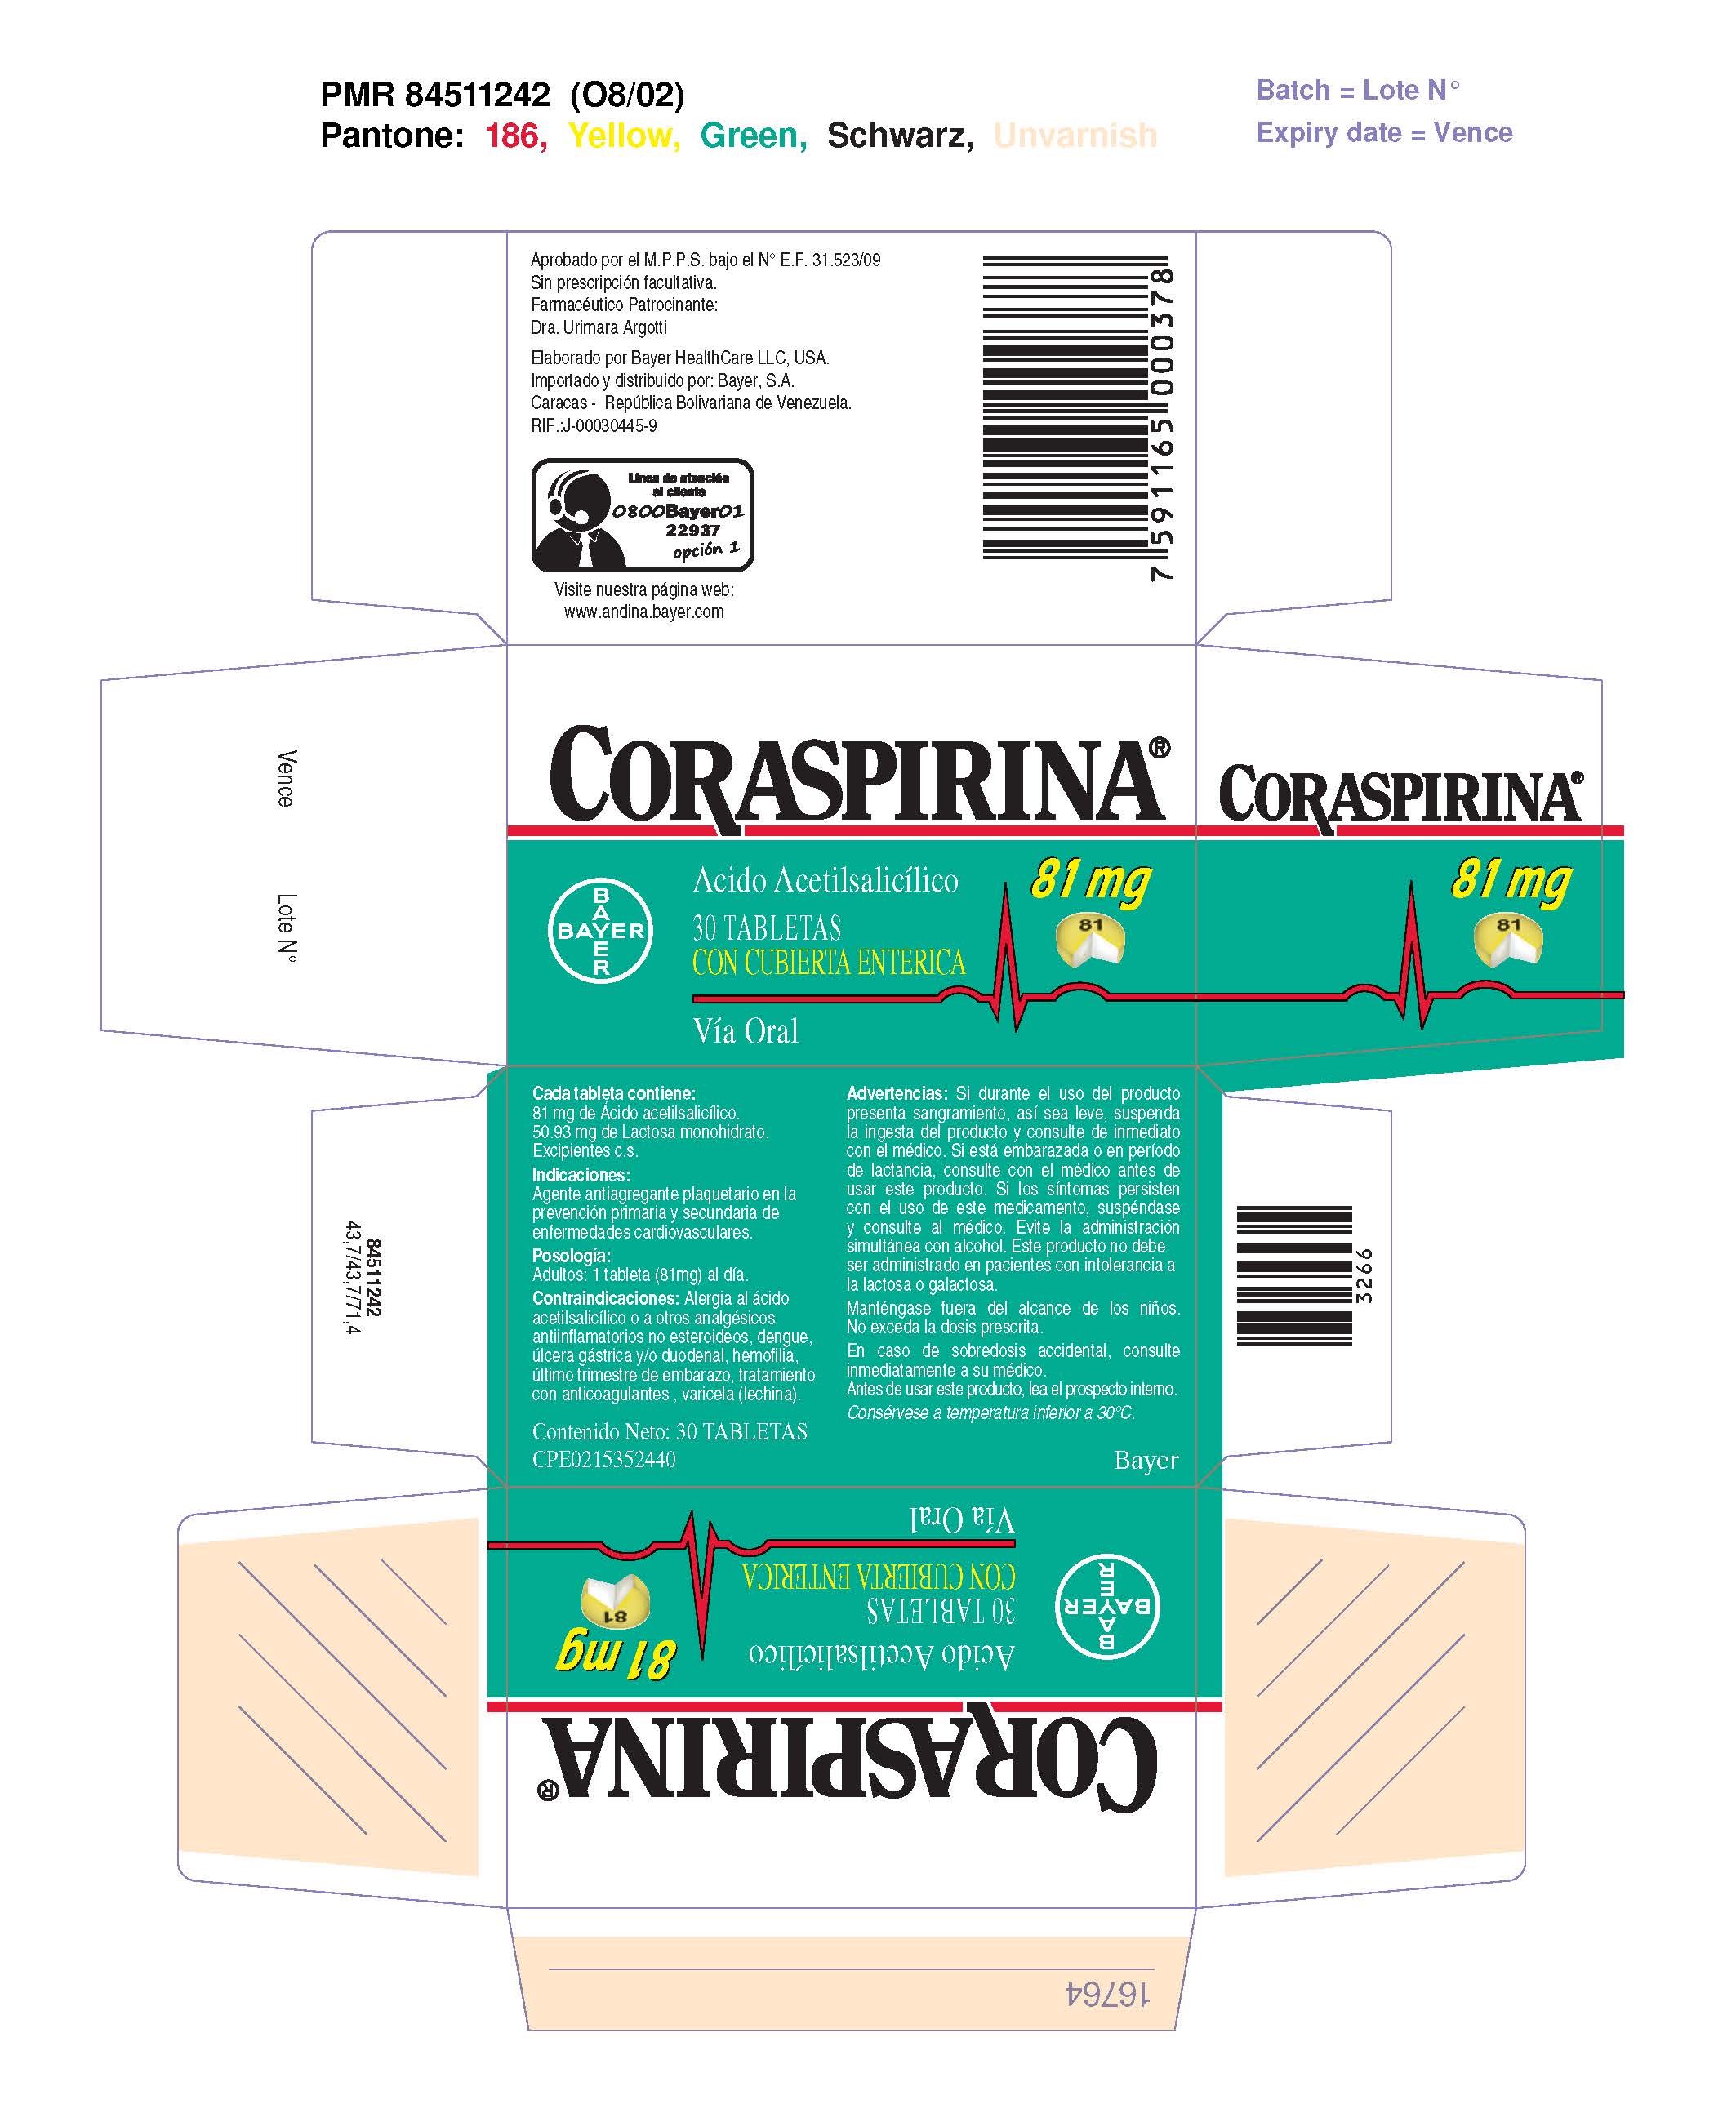 PMR 84511242 (O8/02)
Pantone: 186, Yellow, Green, Schwarz, Unvarnish
Batch = Lote N°
Expiry date = Vence
Aprobado por el M.P.P.S. bajo el N° E.F. 31.523/09
Sin prescripción facultativa.
Farmacéutico Patrocinante:
Dra. Urimara Argotti
Elaborado por Bayer HealthCare LLC, USA.
Importado y distribuido por: Bayer, S.A.
Caracas - República Bolivariana de Venezuela.
RIF.:J-00030445-9
Línea de atención
al cliente
0800Bayer01
22937
opción 1
Visite nuestra página web:
www.andina.bayer.com
7 591165 000378
Vence
Lote N°
CORASPIRINA®
BAYER
BAYER
Acido Acetilsalicílico
30 TABLETAS
CON CUBIERTA ENTERICA
Vía Oral
81 mg
81
CORASPIRINA®
81 mg
81
84511242
43,7/43,7/71,4
Cada tableta contiene:
81 mg de Ácido acetilsalicílico.
50.93 mg de Lactosa monohidrato.
Excipientes c.s.
Indicaciones:
Agente antiagregante plaquetario en la
prevención primaria y secundaria de
enfermedades cardiovasculares.
Posología:
Adultos: 1 tableta (81mg) al día.
Contraindicaciones: Alergia al ácido
acetilsalicílico o a otros analgésicos
antiinflamatorios no esteroideos, dengue,
úlcera gástrica y/o duodenal, hemofilia,
último trimestre de embarazo, tratamiento
con anticoagulantes , varicela (lechina).
Contenido Neto: 30 TABLETAS
CPE0215352440
Advertencias: Si durante el uso del producto
presenta sangramiento, así sea leve, suspenda
la ingesta del producto y consulte de inmediato
con el médico. Si está embarazada o en período
de lactancia, consulte con el médico antes de
usar este producto. Si los síntomas persisten
con el uso de este medicamento, suspéndase
y consulte al médico. Evite la administración
simultánea con alcohol. Este producto no debe
ser administrado en pacientes con intolerancia a
la lactosa o galactosa.
Manténgase fuera del alcance de los niños.
No exceda la dosis prescrita.
En caso de sobredosis accidental, consulte
inmediatamente a su médico.
Antes de usar este producto, lea el prospecto interno.
Consérvese a temperatura inferior a 30°C.
Bayer
3266
CORASPIRINA®
BAYER
BAYER
Acido Acetilsalicílico
30 TABLETAS
CON CUBIERTA ENTERICA
Vía Oral
81 mg
81
16764